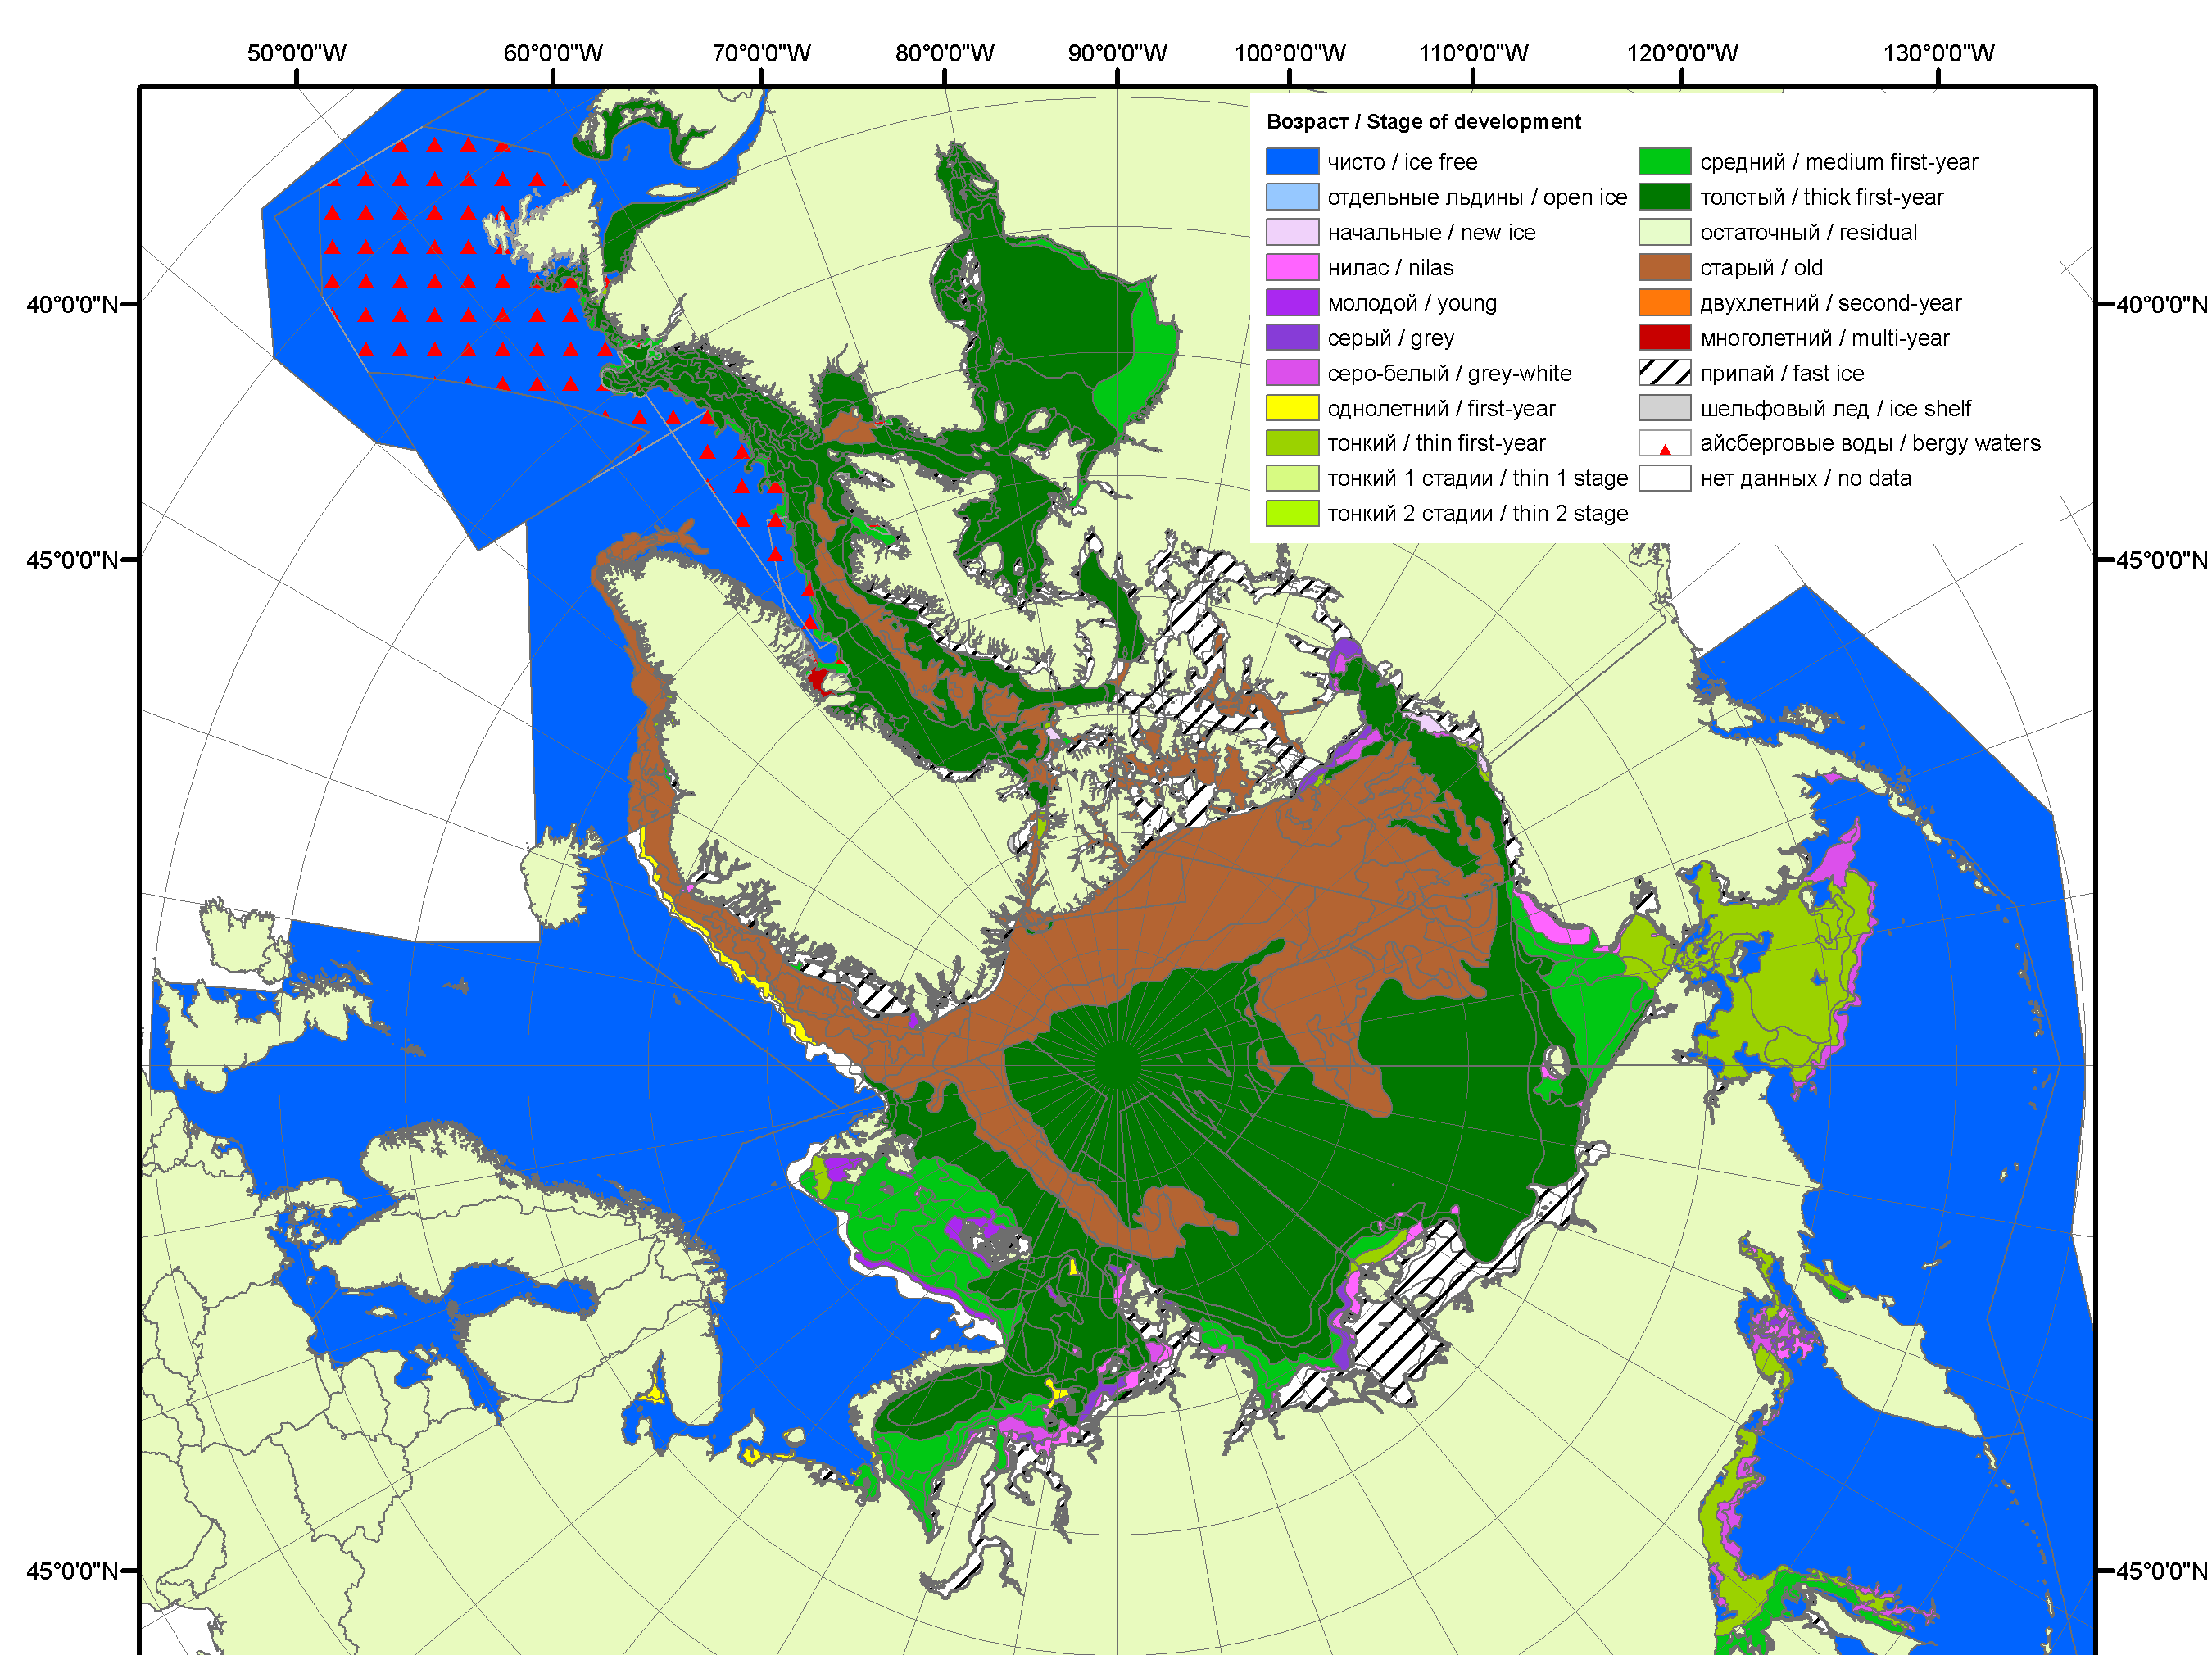 50°0'0"W 60°0'0"W 70°0'0"W 80°0'0"W 90°0'0"W 100°0'0"W 110°0'0"W 120°0'0"W 130°0'0"W
Возраст / Stage of development
чисто / ice free
отдельные льдины / open ice
начальные / new ice
нилас / nilas
молодой / young
серый / grey
серо-белый / grey-white
однолетний / first-year
тонкий / thin first-year
тонкий 1 стадии / thin 1 stage
тонкий 2 стадии / thin 2 stage
средний / medium first-year
толстый / thick first-year
остаточный / residual
старый / old
двухлетний / second-year
многолетний / multi-year
припай / fast ice
шельфовый лед / ice shelf
айсберговые воды / bergy waters
нет данных / no data
40°0'0"N 40°0'0"N
45°0'0"N 45°0'0"N
45°0'0"N 45°0'0"N